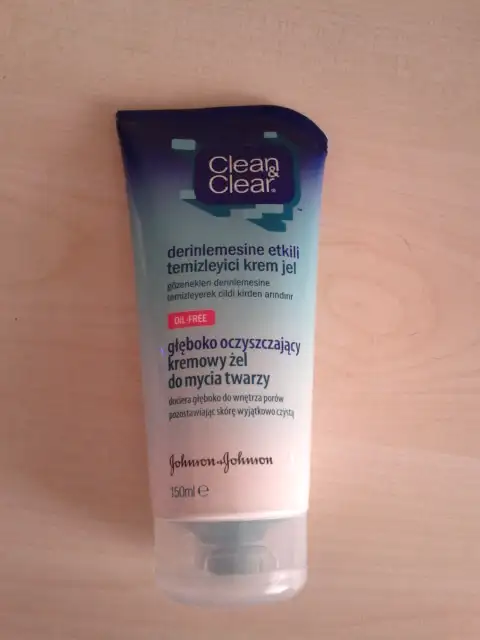 Clean
&
Clear®
derinlemesine etkili
temizleyici krem jel
gözenekleri derinlemesine
temizleyerek cildi kirden arındırır
OIL-FREE
głęboko oczyszczający
kremowy żel
do mycia twarzy
dociera głęboko do wnętrza porów
pozostawiając skórę wyjątkowo czystą
Johnson & Johnson
150ml ℮